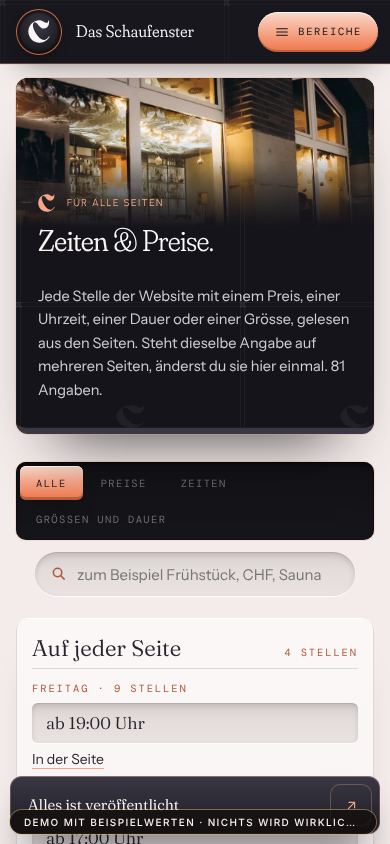 Das Schaufenster
BEREICHE
FÜR ALLE SEITEN
Zeiten & Preise.
Jede Stelle der Website mit einem Preis, einer
Uhrzeit, einer Dauer oder einer Grösse, gelesen
aus den Seiten. Steht dieselbe Angabe auf
mehreren Seiten, änderst du sie hier einmal. 81
Angaben.
ALLE PREISE ZEITEN
GRÖSSEN UND DAUER
zum Beispiel Frühstück, CHF, Sauna
Auf jeder Seite
4 STELLEN
FREITAG · 9 STELLEN
ab 19:00 Uhr
In der Seite
Alles ist veröffentlicht
DEMO MIT BEISPIELWERTEN · NICHTS WIRD WIRKLIC…
ab 17:00 Uhr